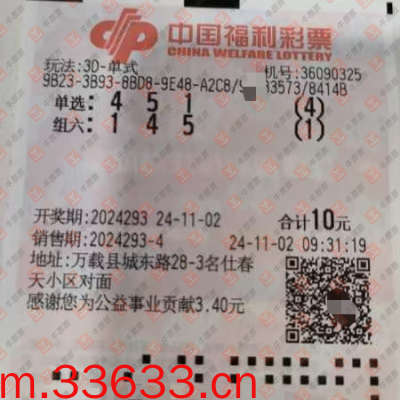 中国福利彩票
CHINA WELFARE LOTTERY
玩法:3D-单式 机号:36090325
9B23-3B93-8BD8-9E48-A2C8/ 83573/8414B
单选: 4 5 1 (4)
组六: 1 4 5 (1)
开奖期:2024293 24-11-02 合计10元
销售期:2024293-4 24-11-02 09:31:19
地址:万载县城东路28-3名仕春
天小区对面
感谢您为公益事业贡献3.40元
m.33633.cn